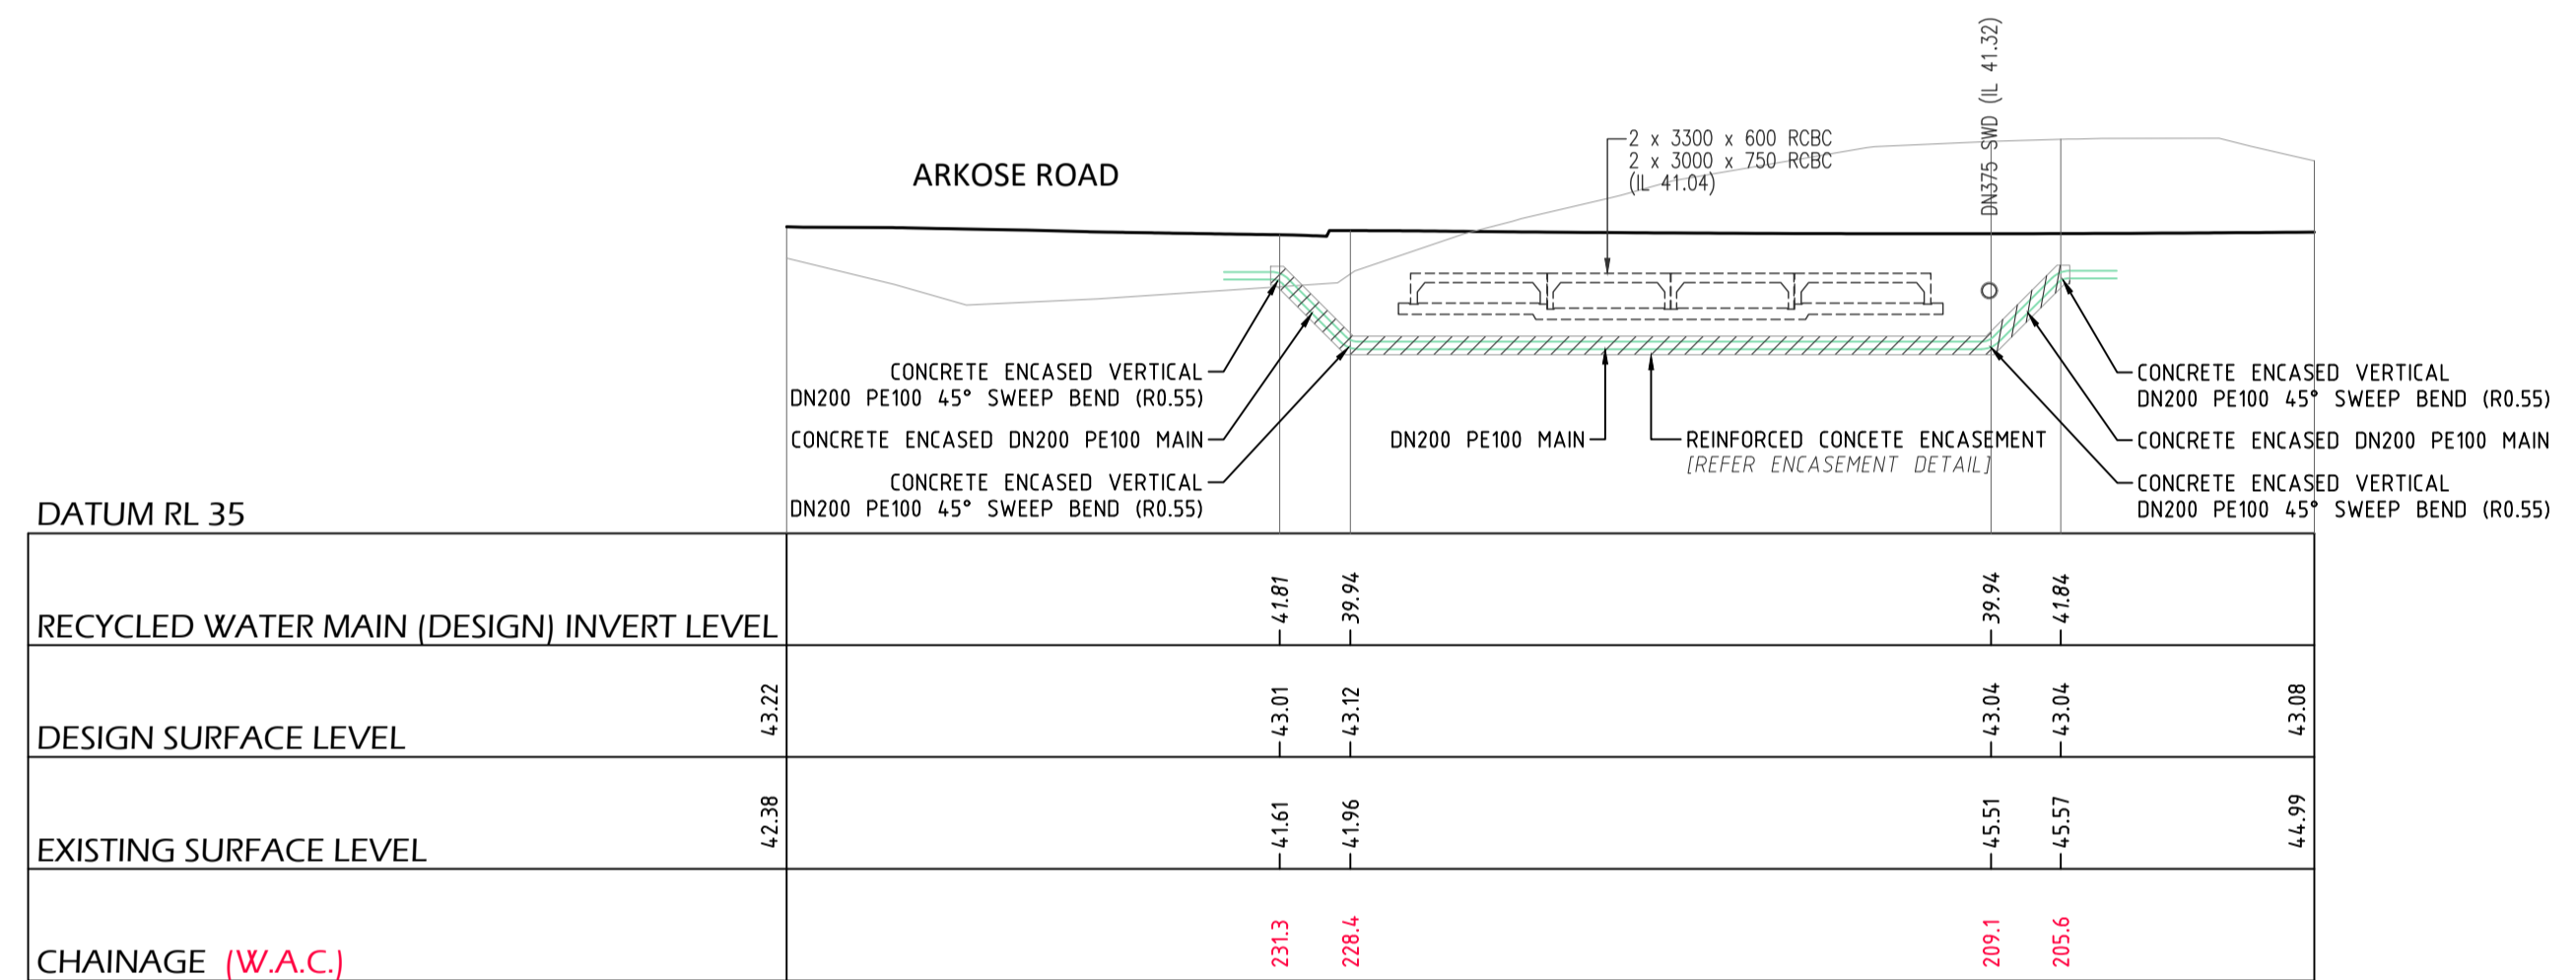 DN375 SWD (IL 41.32)
2 x 3300 x 600 RCBC
2 x 3000 x 750 RCBC
(IL 41.04)
ARKOSE ROAD
CONCRETE ENCASED VERTICAL
DN200 PE100 45° SWEEP BEND (R0.55)
CONCRETE ENCASED DN200 PE100 MAIN
CONCRETE ENCASED VERTICAL
DN200 PE100 45° SWEEP BEND (R0.55)
DN200 PE100 MAIN
REINFORCED CONCETE ENCASEMENT
[REFER ENCASEMENT DETAIL]
CONCRETE ENCASED VERTICAL
DN200 PE100 45° SWEEP BEND (R0.55)
CONCRETE ENCASED DN200 PE100 MAIN
CONCRETE ENCASED VERTICAL
DN200 PE100 45° SWEEP BEND (R0.55)
DATUM RL 35
RECYCLED WATER MAIN (DESIGN) INVERT LEVEL 41.81 39.94 39.94 41.84
DESIGN SURFACE LEVEL 43.22 43.01 43.12 43.04 43.04 43.08
EXISTING SURFACE LEVEL 42.38 41.61 41.96 45.51 45.57 44.99
CHAINAGE (W.A.C.) 231.3 228.4 209.1 205.6